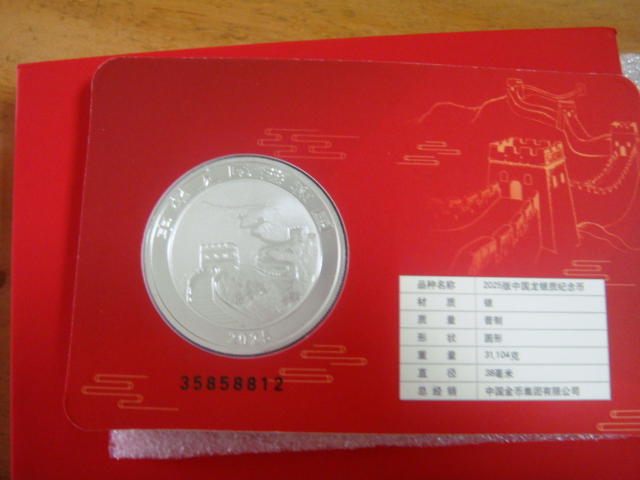 2025
35858812
品种名称 2025版中国龙银质纪念币
材 质 银
质 量 普制
形 状 圆形
重 量 31.104克
直 径 38毫米
总 经 销 中国金币集团有限公司